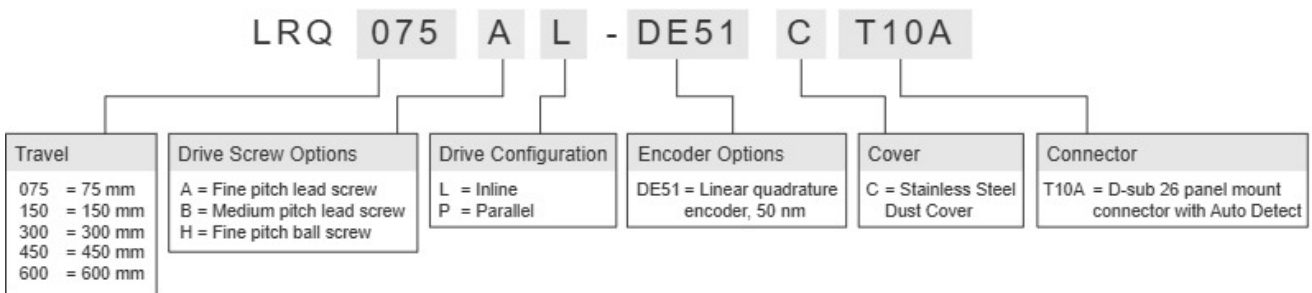 LRQ 075 A L - DE51 C T10A
Travel
075 = 75 mm
150 = 150 mm
300 = 300 mm
450 = 450 mm
600 = 600 mm
Drive Screw Options
A = Fine pitch lead screw
B = Medium pitch lead screw
H = Fine pitch ball screw
Drive Configuration
L = Inline
P = Parallel
Encoder Options
DE51 = Linear quadrature
encoder, 50 nm
Cover
C = Stainless Steel
Dust Cover
Connector
T10A = D-sub 26 panel mount
connector with Auto Detect